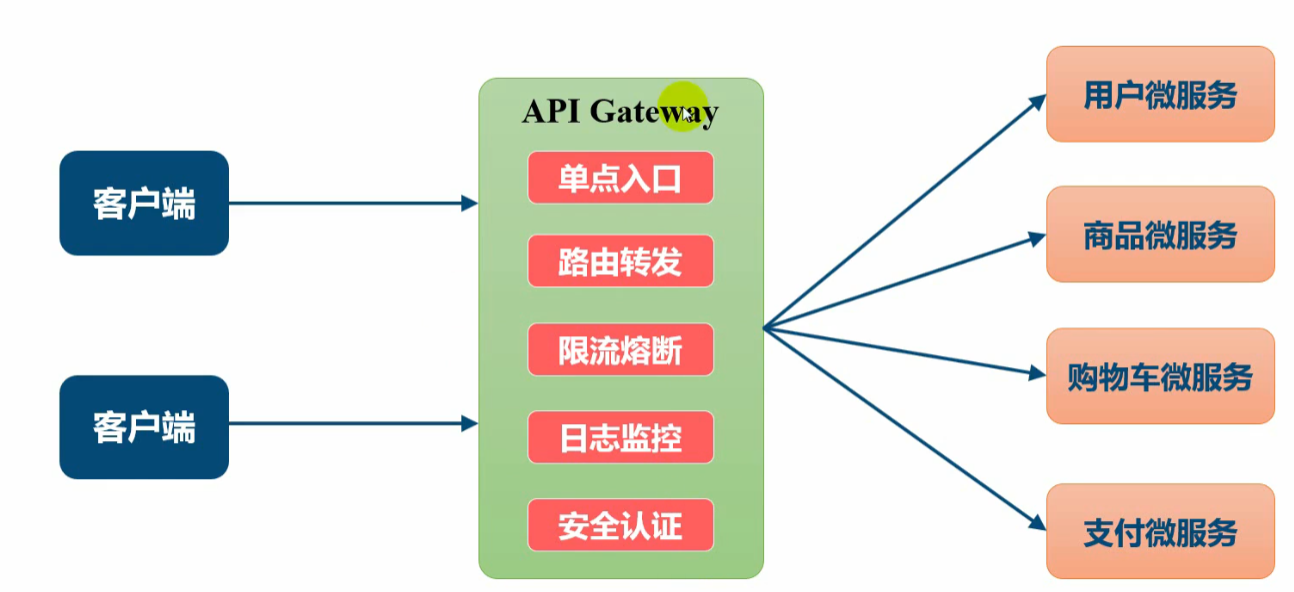 客户端
客户端
API Gateway
单点入口
路由转发
限流熔断
日志监控
安全认证
用户微服务
商品微服务
购物车微服务
支付微服务